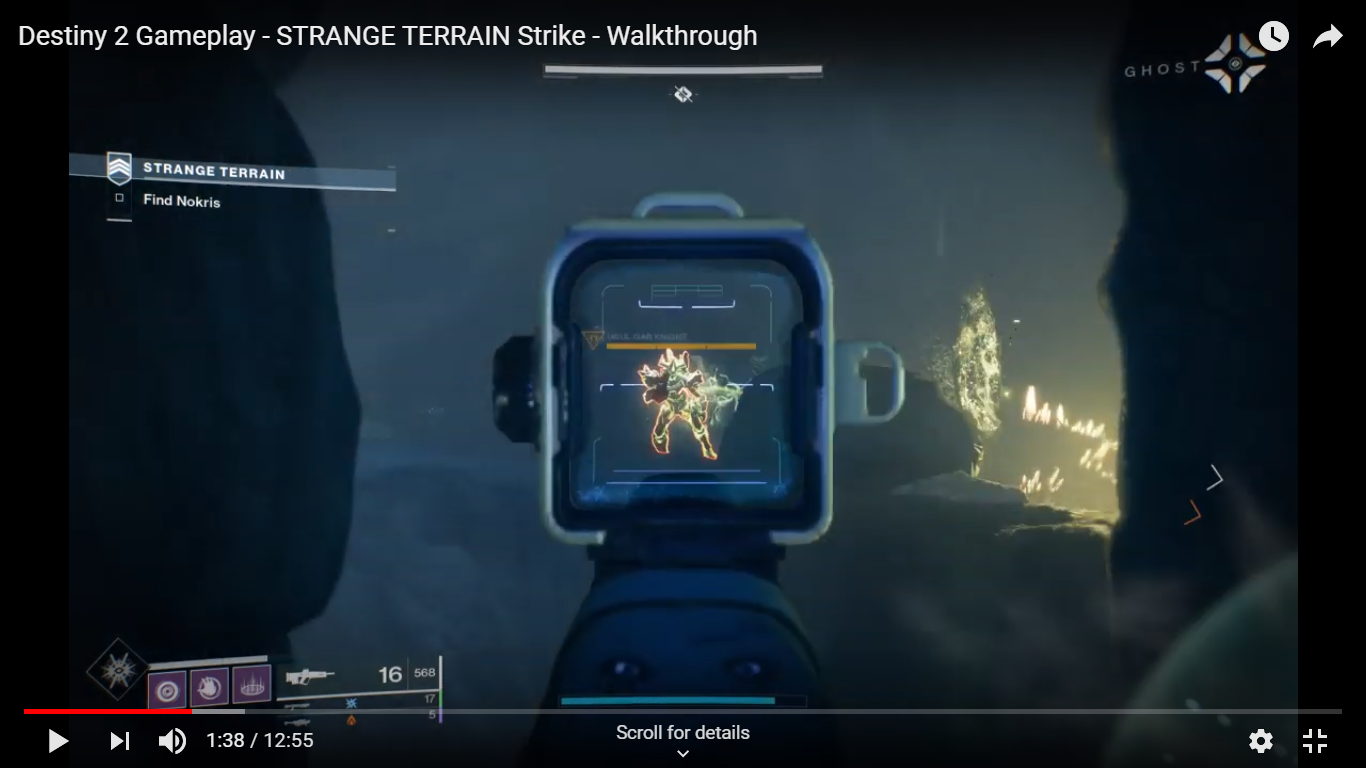 Destiny 2 Gameplay - STRANGE TERRAIN Strike - Walkthrough
GHOST
STRANGE TERRAIN
Find Nokris
16 568
17
5
1:38 / 12:55
Scroll for details